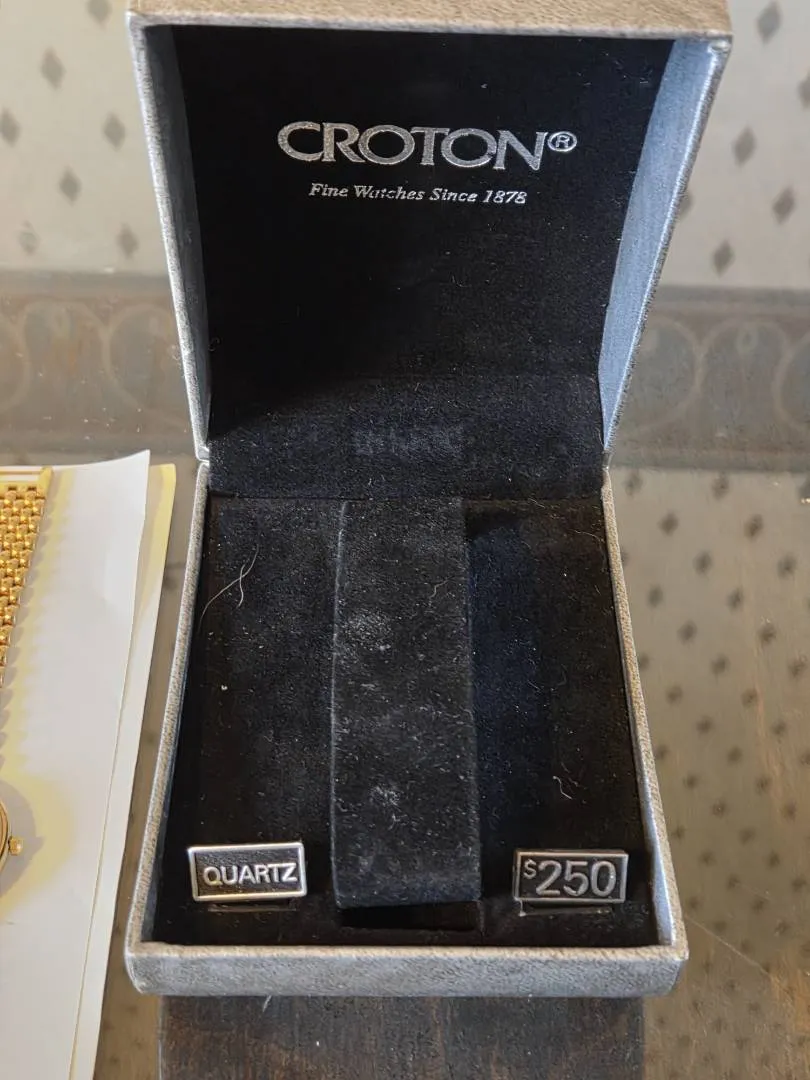 CROTON®
Fine Watches Since 1878
QUARTZ
$250